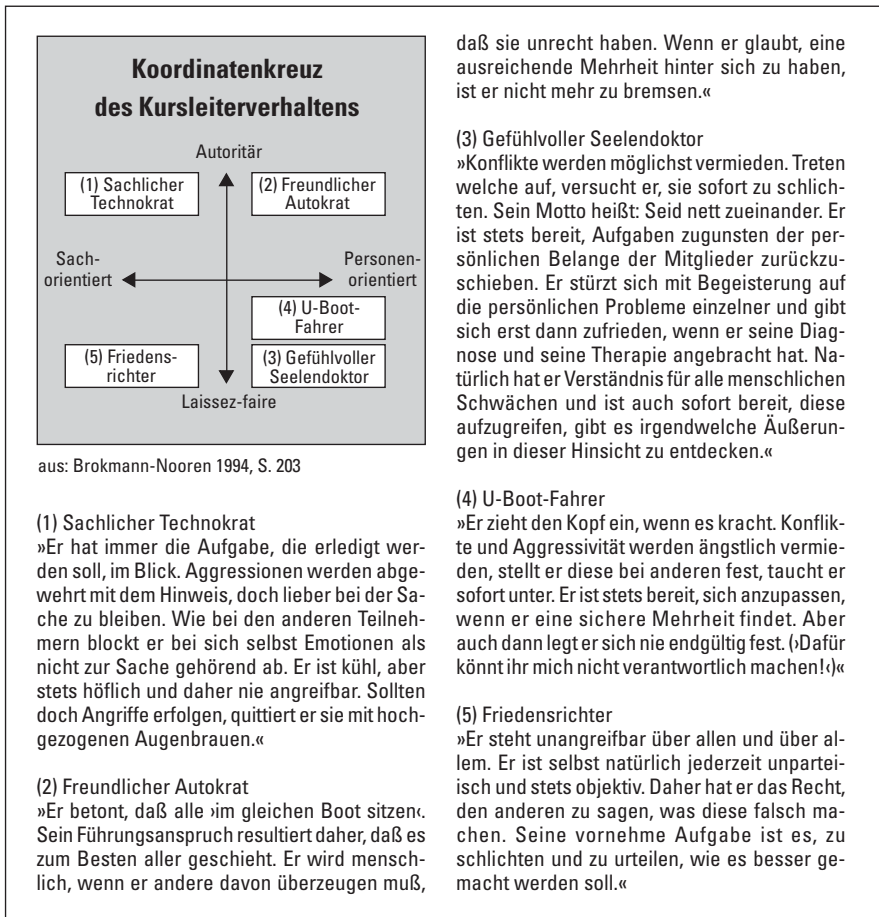 Koordinatenkreuz
des Kursleiterverhaltens
Autoritär
(1) Sachlicher
Technokrat
(2) Freundlicher
Autokrat
Sach-
orientiert
Personen-
orientiert
(4) U-Boot-
Fahrer
(5) Friedens-
richter
(3) Gefühlvoller
Seelendoktor
Laissez-faire
aus: Brokmann-Nooren 1994, S. 203
(1) Sachlicher Technokrat
»Er hat immer die Aufgabe, die erledigt wer-
den soll, im Blick. Aggressionen werden abge-
wehrt mit dem Hinweis, doch lieber bei der Sa-
che zu bleiben. Wie bei den anderen Teilneh-
mern blockt er bei sich selbst Emotionen als
nicht zur Sache gehörend ab. Er ist kühl, aber
stets höflich und daher nie angreifbar. Sollten
doch Angriffe erfolgen, quittiert er sie mit hoch-
gezogenen Augenbrauen.«
(2) Freundlicher Autokrat
»Er betont, daß alle ›im gleichen Boot sitzen‹.
Sein Führungsanspruch resultiert daher, daß es
zum Besten aller geschieht. Er wird mensch-
lich, wenn er andere davon überzeugen muß,
daß sie unrecht haben. Wenn er glaubt, eine
ausreichende Mehrheit hinter sich zu haben,
ist er nicht mehr zu bremsen.«
(3) Gefühlvoller Seelendoktor
»Konflikte werden möglichst vermieden. Treten
welche auf, versucht er, sie sofort zu schlich-
ten. Sein Motto heißt: Seid nett zueinander. Er
ist stets bereit, Aufgaben zugunsten der per-
sönlichen Belange der Mitglieder zurückzu-
schieben. Er stürzt sich mit Begeisterung auf
die persönlichen Probleme einzelner und gibt
sich erst dann zufrieden, wenn er seine Diag-
nose und seine Therapie angebracht hat. Na-
türlich hat er Verständnis für alle menschlichen
Schwächen und ist auch sofort bereit, diese
aufzugreifen, gibt es irgendwelche Äußerun-
gen in dieser Hinsicht zu entdecken.«
(4) U-Boot-Fahrer
»Er zieht den Kopf ein, wenn es kracht. Konflik-
te und Aggressivität werden ängstlich vermie-
den, stellt er diese bei anderen fest, taucht er
sofort unter. Er ist stets bereit, sich anzupassen,
wenn er eine sichere Mehrheit findet. Aber
auch dann legt er sich nie endgültig fest. (›Dafür
könnt ihr mich nicht verantwortlich machen!‹)«
(5) Friedensrichter
»Er steht unangreifbar über allen und über al-
lem. Er ist selbst natürlich jederzeit unpartei-
isch und stets objektiv. Daher hat er das Recht,
den anderen zu sagen, was diese falsch ma-
chen. Seine vornehme Aufgabe ist es, zu
schlichten und zu urteilen, wie es besser ge-
macht werden soll.«